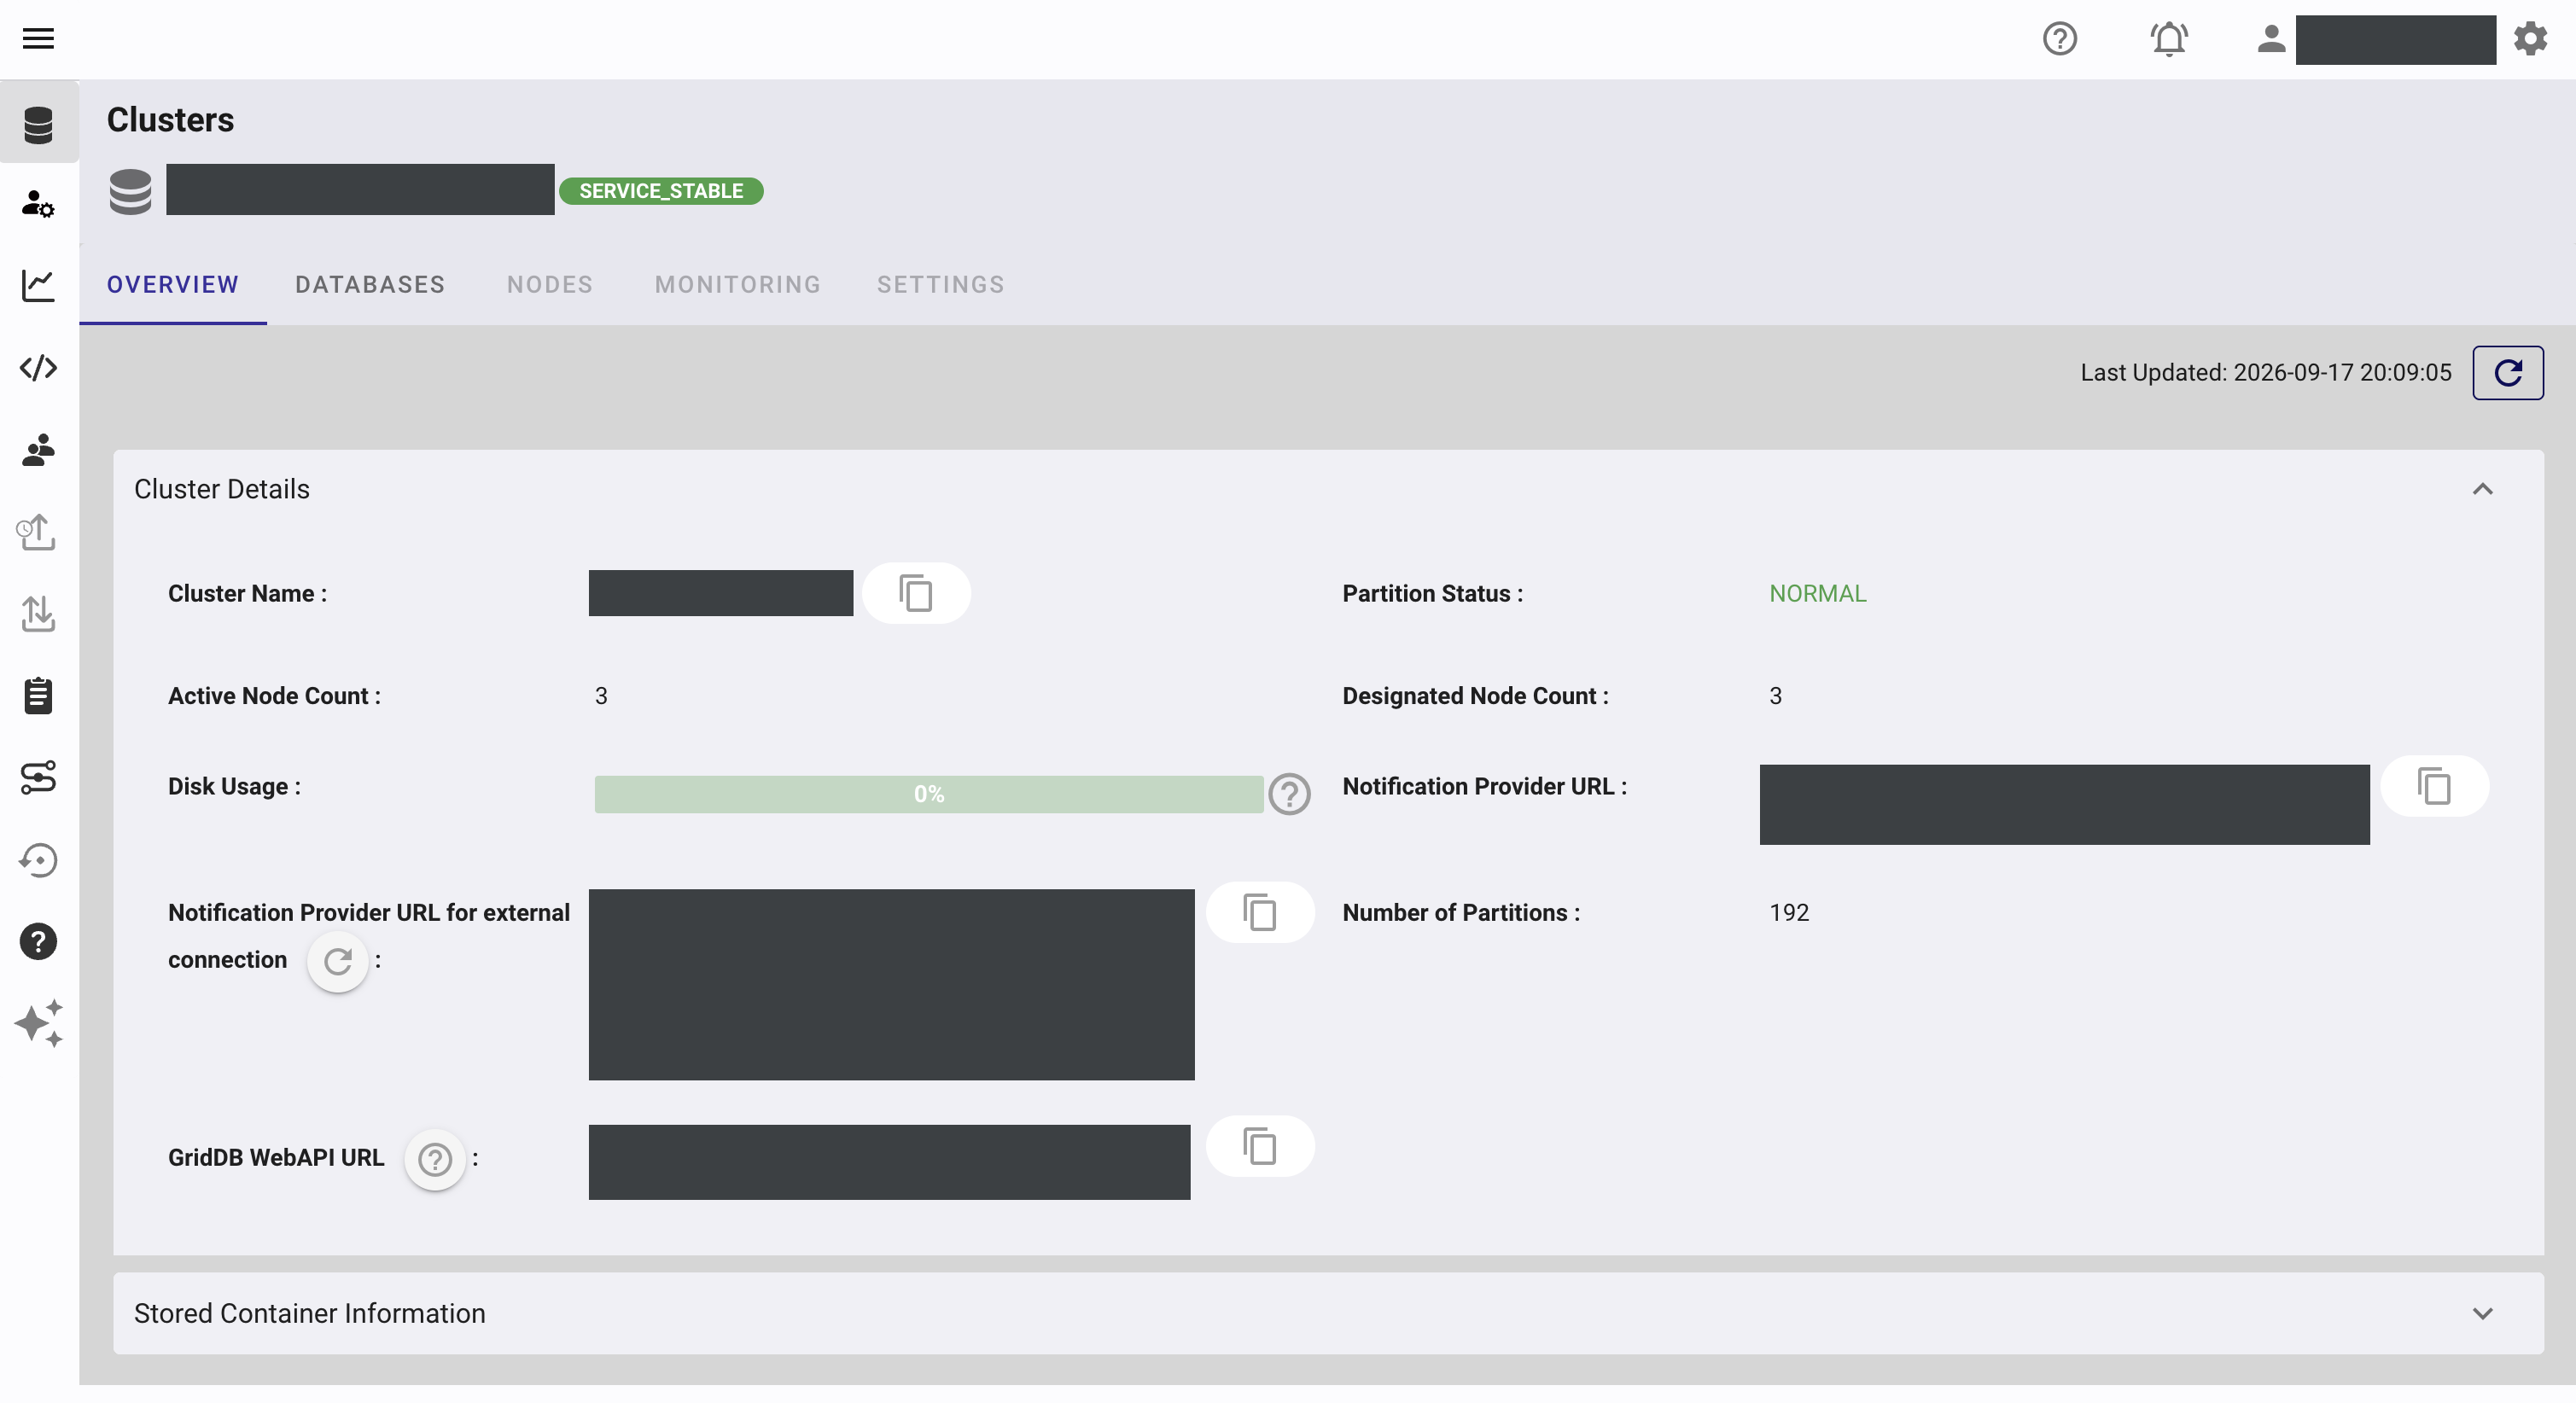 Clusters
SERVICE_STABLE
OVERVIEW DATABASES NODES MONITORING SETTINGS
Last Updated: 2026-09-17 20:09:05
Cluster Details
Cluster Name :
Partition Status : NORMAL
Active Node Count : 3
Designated Node Count : 3
Disk Usage : 0%
Notification Provider URL :
Notification Provider URL for external
connection :
Number of Partitions : 192
GridDB WebAPI URL :
Stored Container Information